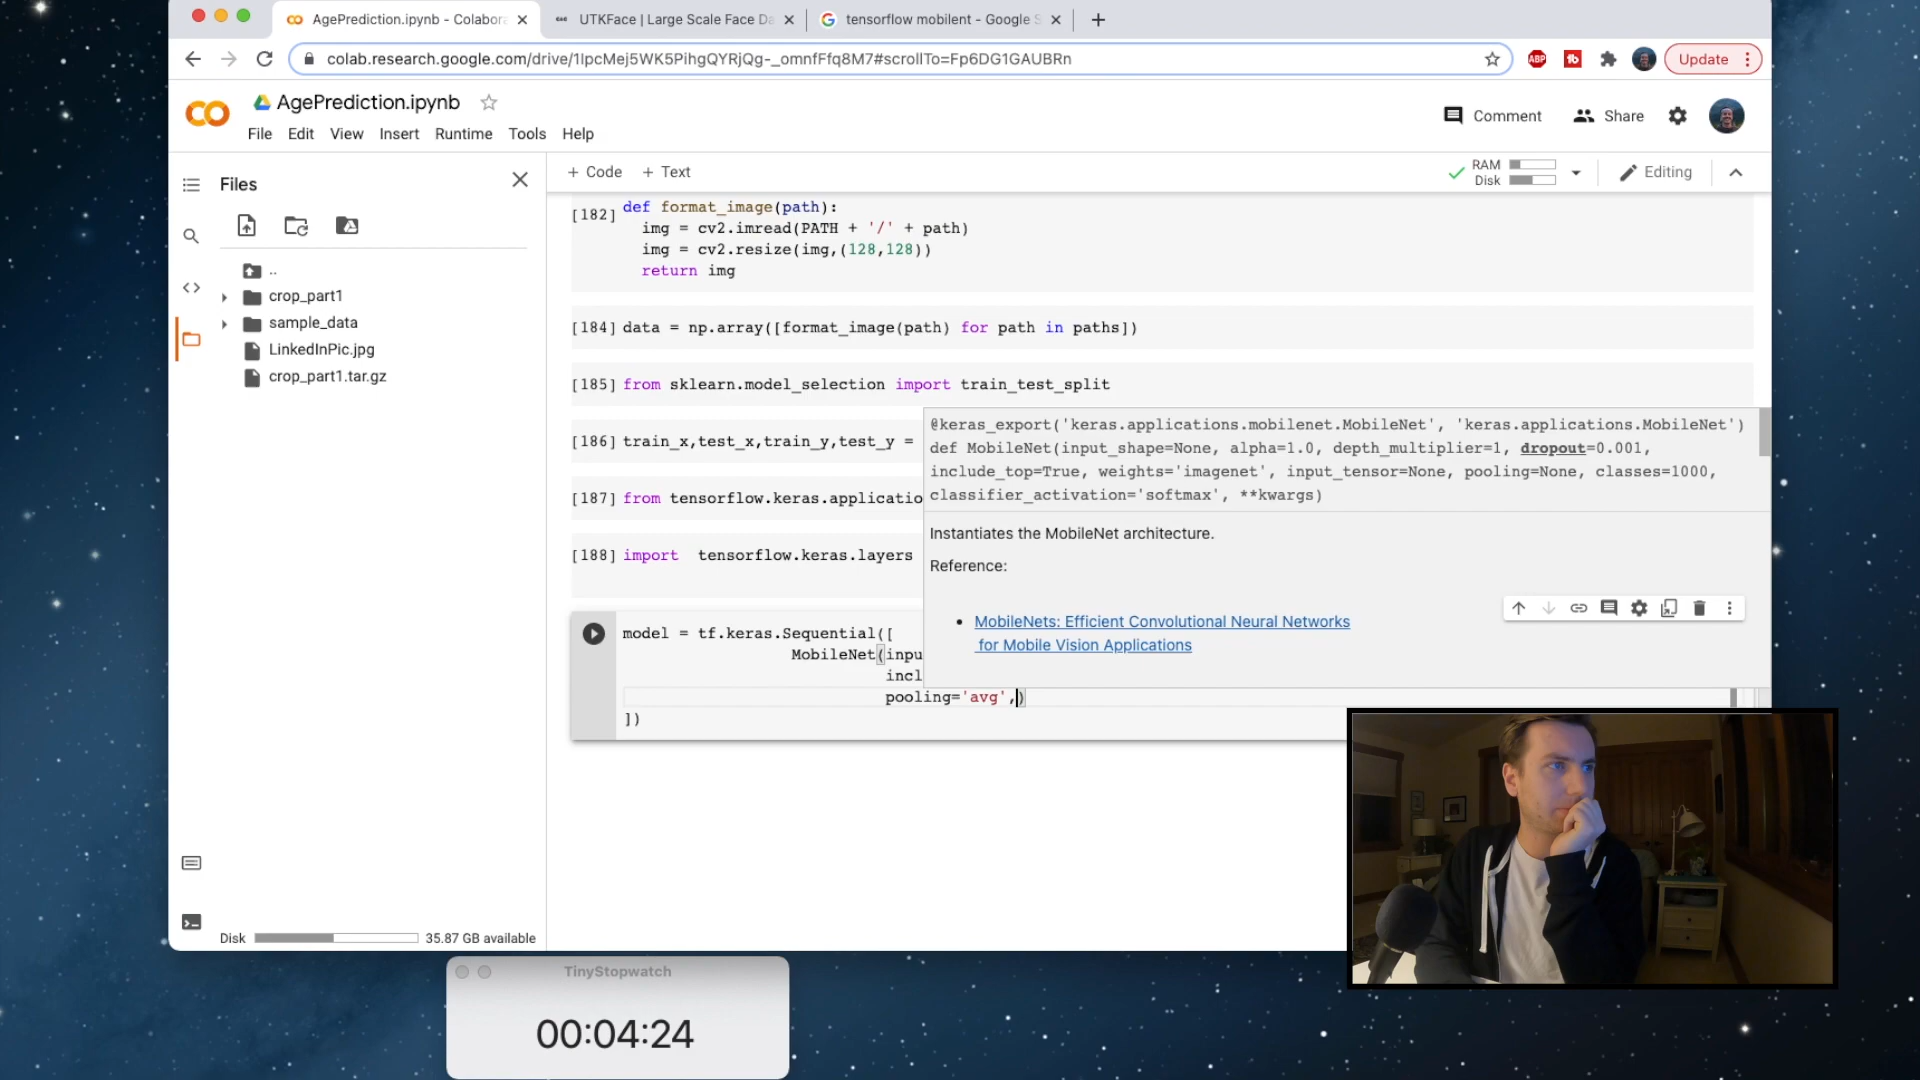 AgePrediction.ipynb - Colabora
UTKFace | Large Scale Face Da
tensorflow mobilent - Google S
colab.research.google.com/drive/1IpcMej5WK5PihgQYRjQg-_omnfFfq8M7#scrollTo=Fp6DG1GAUBRn
ABP
Update
AgePrediction.ipynb
File Edit View Insert Runtime Tools Help
Comment
Share
Files
+ Code + Text
RAM
Disk
Editing
..
crop_part1
sample_data
LinkedInPic.jpg
crop_part1.tar.gz
Disk
35.87 GB available
[182] def format_image(path):
img = cv2.imread(PATH + '/' + path)
img = cv2.resize(img,(128,128))
return img
[184] data = np.array([format_image(path) for path in paths])
[185] from sklearn.model_selection import train_test_split
[186] train_x,test_x,train_y,test_y =
[187] from tensorflow.keras.applicatio
[188] import tensorflow.keras.layers
model = tf.keras.Sequential([
MobileNet(inpu
incl
pooling='avg',)
])
@keras_export('keras.applications.mobilenet.MobileNet', 'keras.applications.MobileNet')
def MobileNet(input_shape=None, alpha=1.0, depth_multiplier=1, dropout=0.001,
include_top=True, weights='imagenet', input_tensor=None, pooling=None, classes=1000,
classifier_activation='softmax', **kwargs)
Instantiates the MobileNet architecture.
Reference:
• MobileNets: Efficient Convolutional Neural Networks
for Mobile Vision Applications
TinyStopwatch
00:04:24